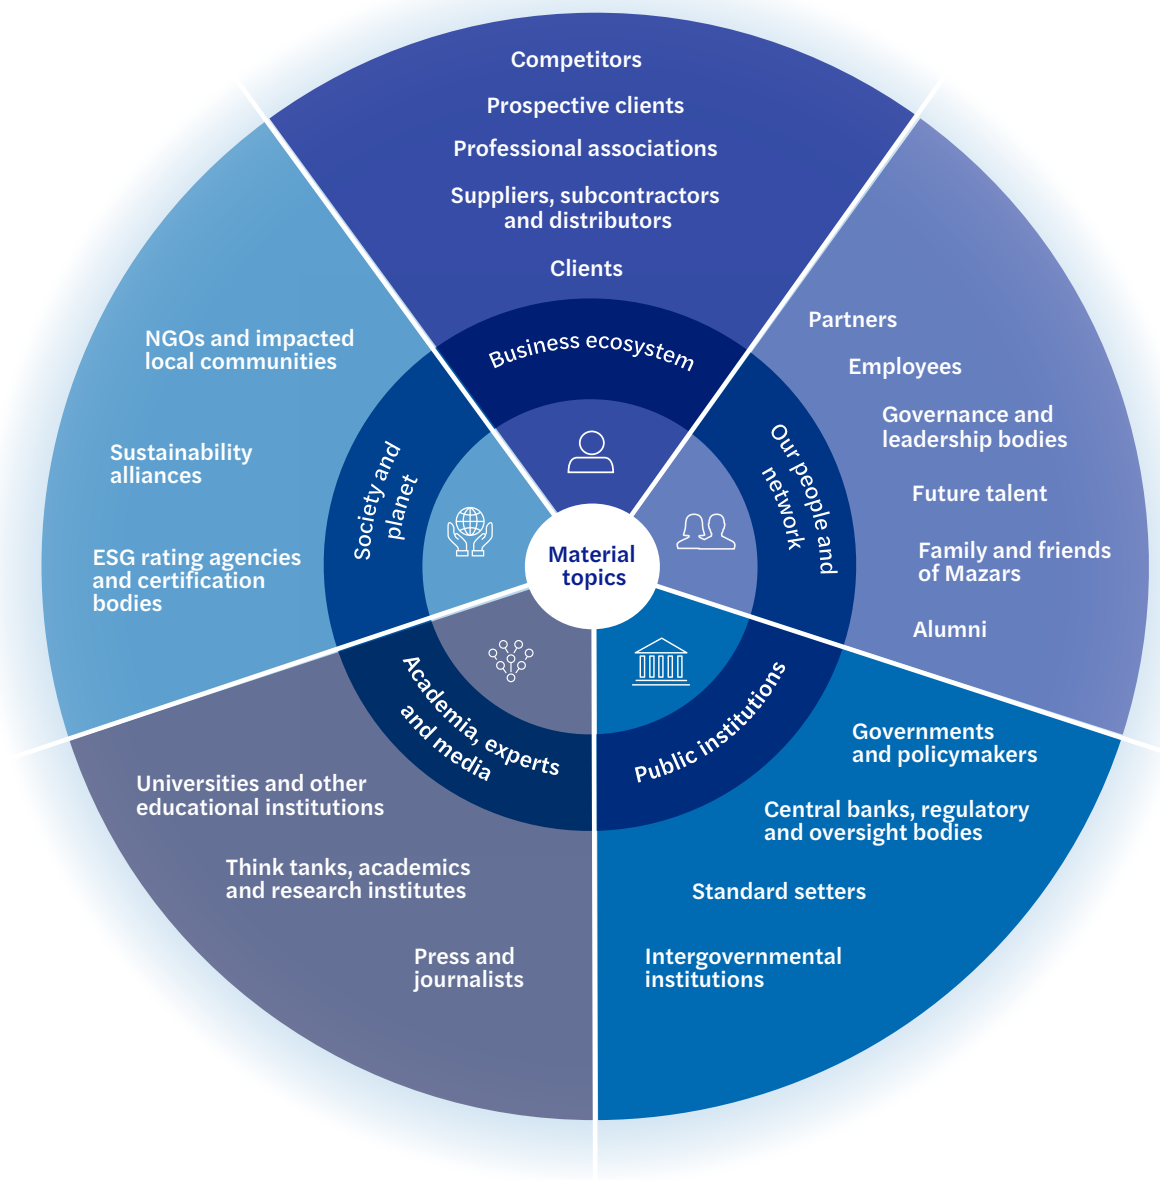 Competitors
Prospective clients
Professional associations
Suppliers, subcontractors
and distributors
Clients
Business ecosystem
Partners
Employees
Governance and
leadership bodies
Future talent
Family and friends
of Mazars
Alumni
Our people and
network
Governments
and policymakers
Central banks, regulatory
and oversight bodies
Standard setters
Intergovernmental
institutions
Public institutions
Universities and other
educational institutions
Think tanks, academics
and research institutes
Press and
journalists
Academia, experts
and media
NGOs and impacted
local communities
Sustainability
alliances
ESG rating agencies
and certification
bodies
Society and
planet
Material
topics